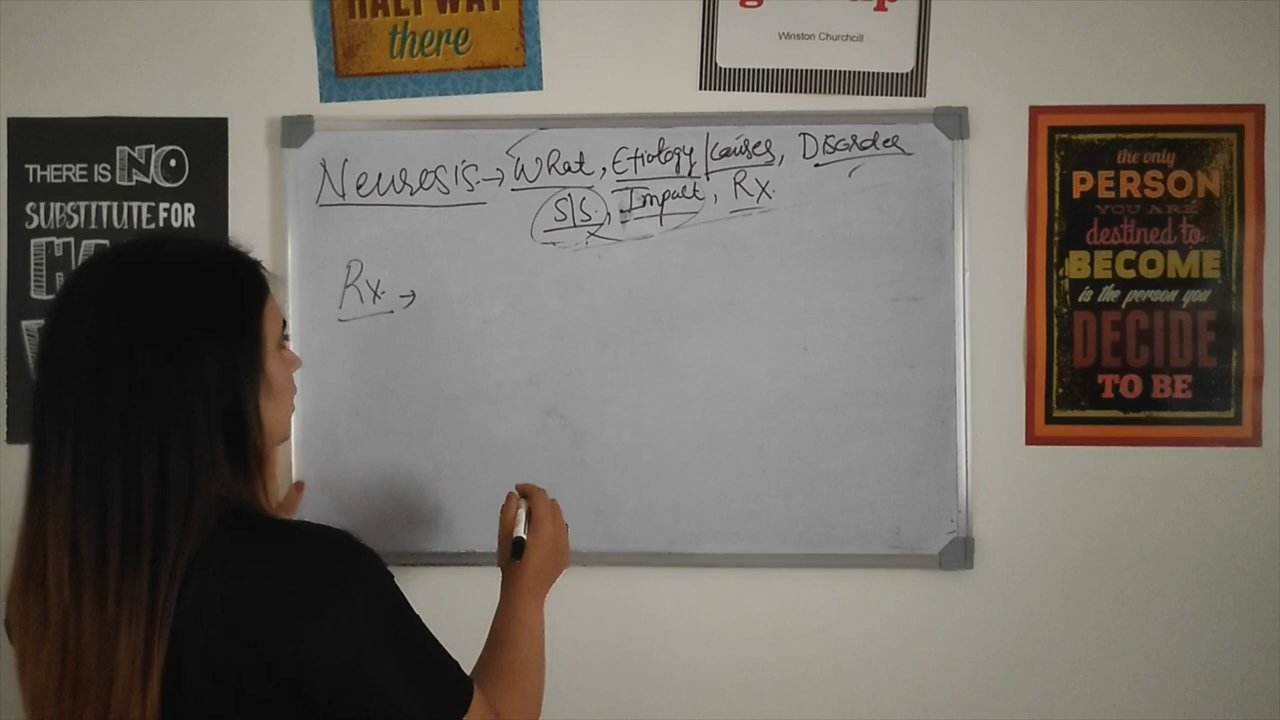 HALFWAY
there
Winston Churchcill
THERE IS NO
SUBSTITUTE FOR
Neurosis → What, Etiology/causes, Disorder
S/S., Impact, Rx.
Rx. →
the only
PERSON
YOU ARE
destined to
BECOME
is the person you
DECIDE
TO BE